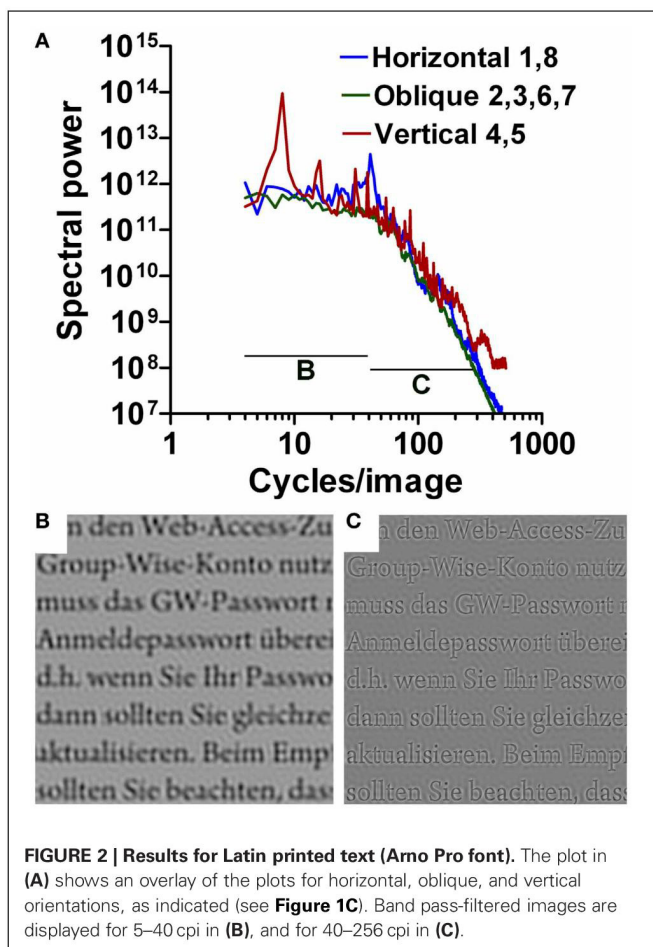 A
10^15
10^14
10^13
10^12
10^11
10^10
10^9
10^8
10^7
Spectral power
Horizontal 1,8
Oblique 2,3,6,7
Vertical 4,5
B
C
1 10 100 1000
Cycles/image
B
n den Web-Access-Zu
Group-Wise-Konto nutz
muss das GW-Passwort
Anmeldepasswort überei
d.h. wenn Sie Ihr Passwo
dann sollten Sie gleichze
aktualisieren. Beim Empf
sollten Sie beachten, dass
C
n den Web-Access-Zu
Group-Wise-Konto nutz
muss das GW-Passwort
Anmeldepasswort überei
d.h. wenn Sie Ihr Passwo
dann sollten Sie gleichze
aktualisieren. Beim Empf
sollten Sie beachten, dass
FIGURE 2 | Results for Latin printed text (Arno Pro font). The plot in
(A) shows an overlay of the plots for horizontal, oblique, and vertical
orientations, as indicated (see Figure 1C). Band pass-filtered images are
displayed for 5–40 cpi in (B), and for 40–256 cpi in (C).